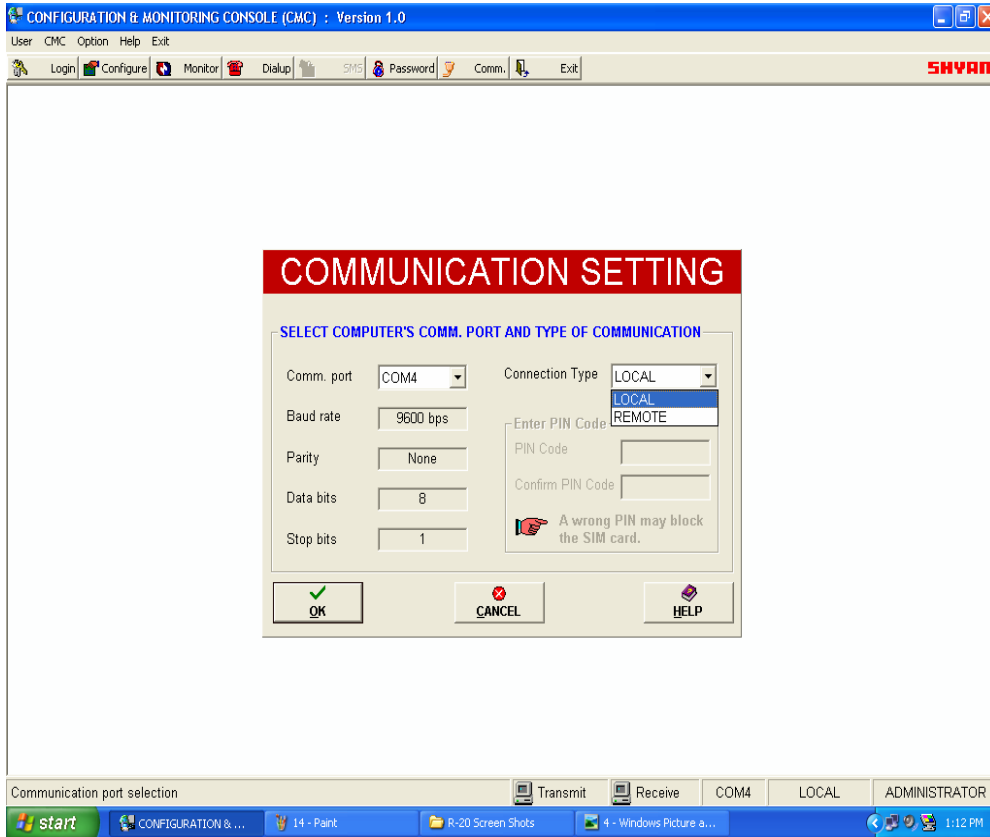 CONFIGURATION & MONITORING CONSOLE (CMC) : Version 1.0
User CMC Option Help Exit
Login Configure Monitor Dialup SMS Password Comm. Exit
COMMUNICATION SETTING
SELECT COMPUTER'S COMM. PORT AND TYPE OF COMMUNICATION
Comm. port COM4 Connection Type LOCAL
LOCAL
Baud rate 9600 bps REMOTE
Enter PIN Code
Parity None PIN Code
Data bits 8 Confirm PIN Code
A wrong PIN may block
Stop bits 1 the SIM card.
OK CANCEL HELP
Communication port selection Transmit Receive COM4 LOCAL ADMINISTRATOR
start CONFIGURATION & ... 14 - Paint R-20 Screen Shots 4 - Windows Picture a... 1:12 PM